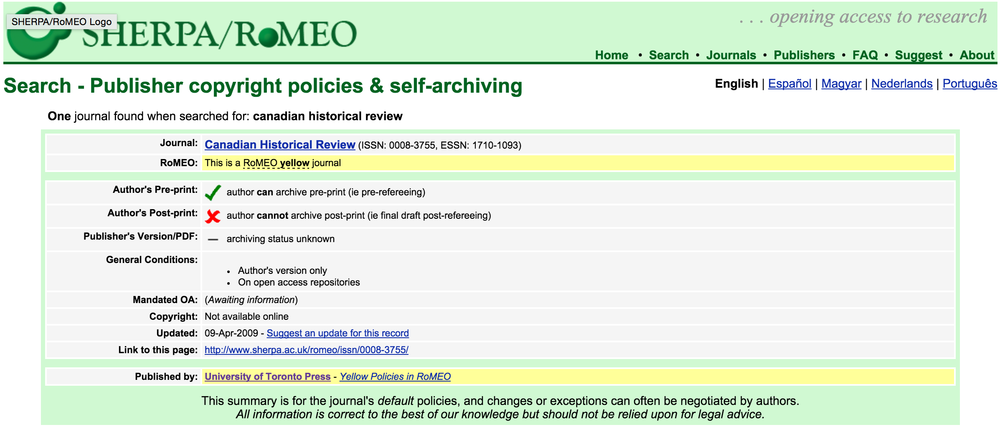 SHERPA/RoMEO Logo
SHERPA/RoMEO
. . . opening access to research
Home • Search • Journals • Publishers • FAQ • Suggest • About
Search - Publisher copyright policies & self-archiving
English | Español | Magyar | Nederlands | Português
One journal found when searched for: canadian historical review
Journal: Canadian Historical Review (ISSN: 0008-3755, ESSN: 1710-1093)
RoMEO: This is a RoMEO yellow journal
Author's Pre-print: author can archive pre-print (ie pre-refereeing)
Author's Post-print: author cannot archive post-print (ie final draft post-refereeing)
Publisher's Version/PDF: archiving status unknown
General Conditions:
• Author's version only
• On open access repositories
Mandated OA: (Awaiting information)
Copyright: Not available online
Updated: 09-Apr-2009 - Suggest an update for this record
Link to this page: http://www.sherpa.ac.uk/romeo/issn/0008-3755/
Published by: University of Toronto Press - Yellow Policies in RoMEO
This summary is for the journal's default policies, and changes or exceptions can often be negotiated by authors.
All information is correct to the best of our knowledge but should not be relied upon for legal advice.